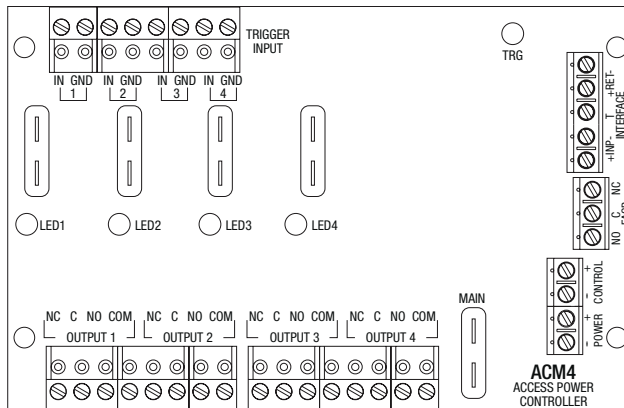 TRIGGER
INPUT
TRG
IN GND IN GND IN GND IN GND
1 2 3 4
+INP- T +RET-
INTERFACE
LED1 LED2 LED3 LED4
NO C NC
- POWER + - CONTROL +
MAIN
NC C NO COM NC C NO COM NC C NO COM NC C NO COM
OUTPUT 1 OUTPUT 2 OUTPUT 3 OUTPUT 4
ACM4
ACCESS POWER
CONTROLLER